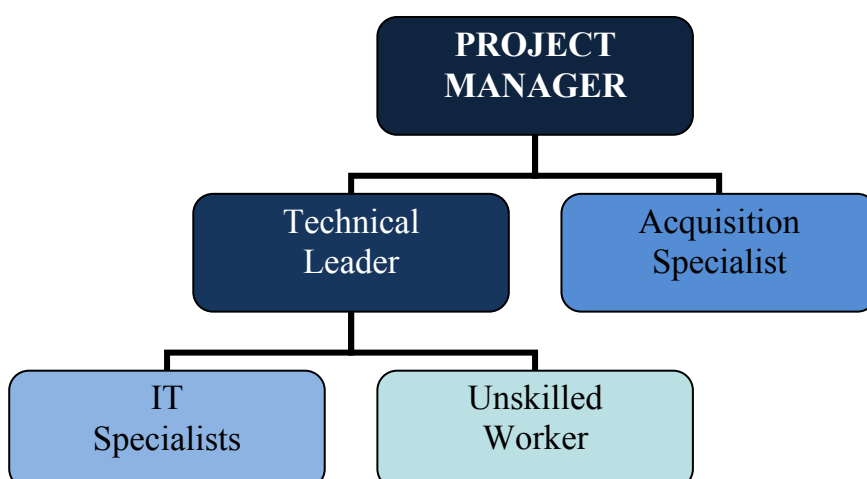 PROJECT
MANAGER
Technical
Leader
Acquisition
Specialist
IT
Specialists
Unskilled
Worker